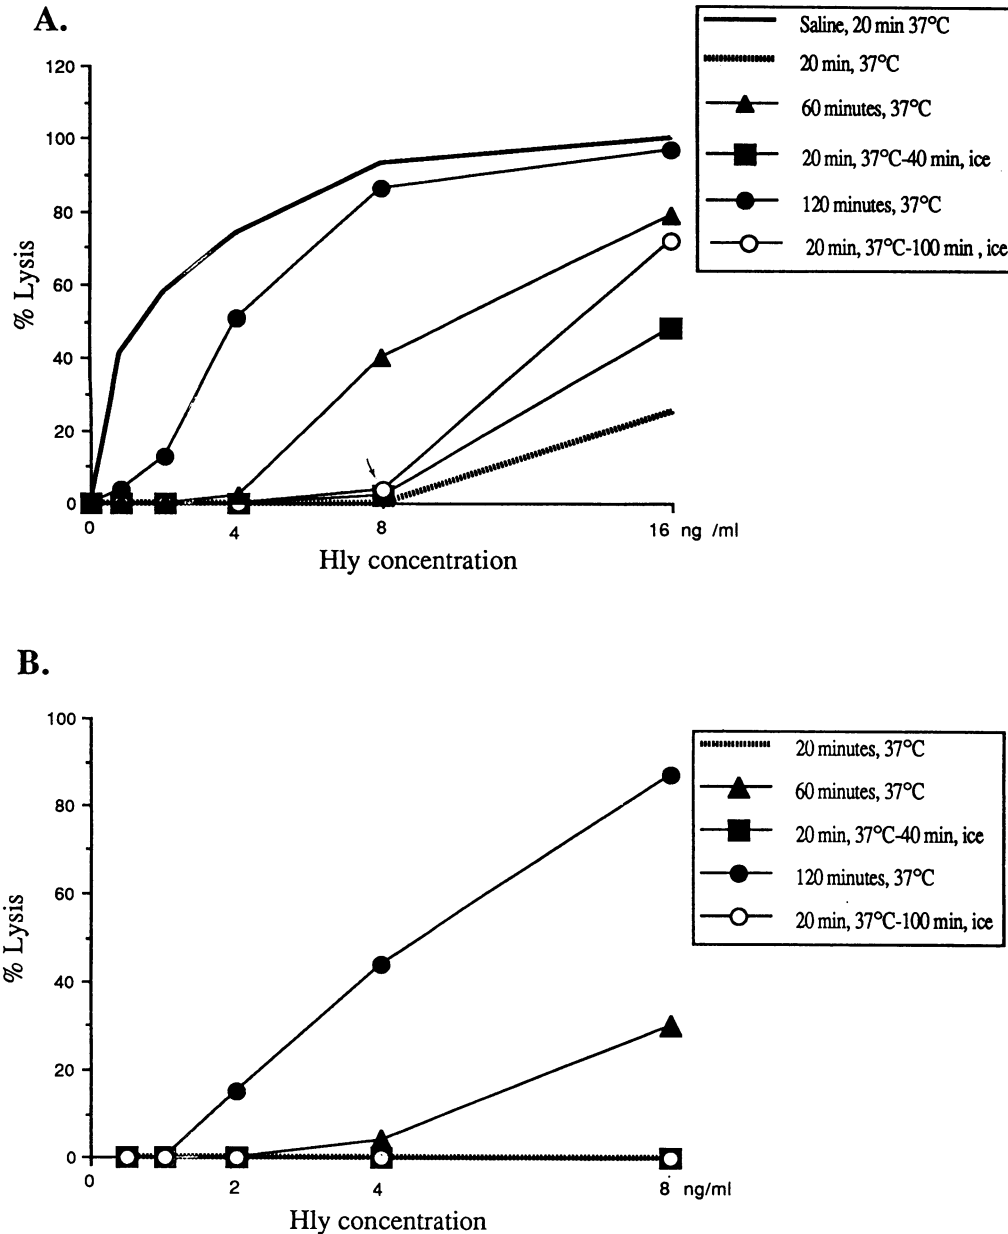 A.
Saline, 20 min 37°C
20 min, 37°C
60 minutes, 37°C
20 min, 37°C-40 min, ice
120 minutes, 37°C
20 min, 37°C-100 min , ice
120
100
80
60
40
20
0
% Lysis
0
4
8
16 ng /ml
Hly concentration
B.
20 minutes, 37°C
60 minutes, 37°C
20 min, 37°C-40 min, ice
120 minutes, 37°C
20 min, 37°C-100 min, ice
100
80
60
40
20
0
% Lysis
0
2
4
8 ng/ml
Hly concentration